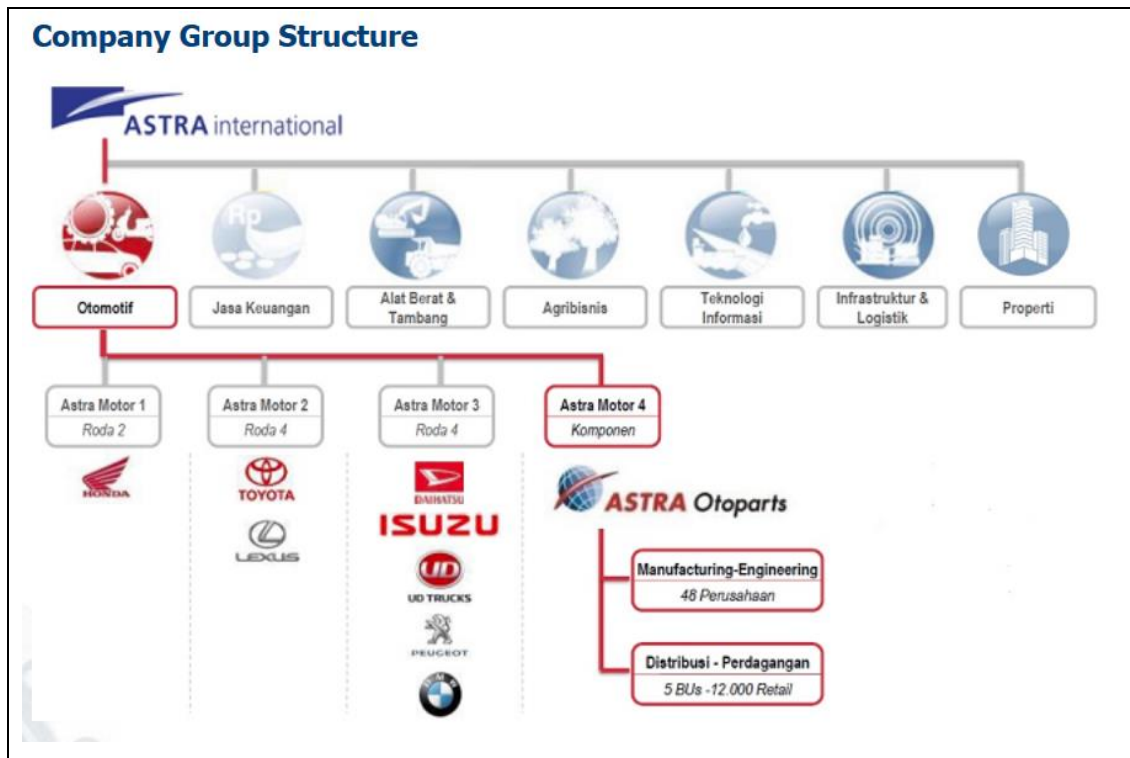 Company Group Structure
ASTRA international
Rp
Otomotif
Jasa Keuangan
Alat Berat &
Tambang
Agribisnis
Teknologi
Informasi
Infrastruktur &
Logistik
Properti
Astra Motor 1
Roda 2
Astra Motor 2
Roda 4
Astra Motor 3
Roda 4
Astra Motor 4
Komponen
HONDA
TOYOTA
LEXUS
DAIHATSU
ISUZU
UD
UD TRUCKS
PEUGEOT
BMW
ASTRA Otoparts
Manufacturing-Engineering
48 Perusahaan
Distribusi - Perdagangan
5 BUs -12.000 Retail